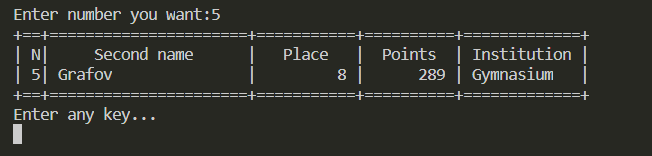 Enter number you want:5
+==+====================+==========+=========+============+
| N|    Second name     |  Place   |  Points | Institution |
| 5| Grafov             |        8 |     289 | Gymnasium   |
+==+====================+==========+=========+============+
Enter any key...